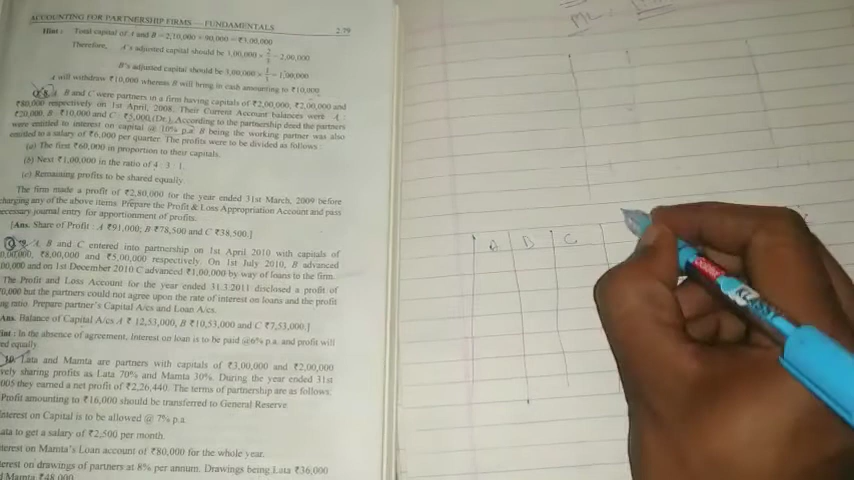 ACCOUNTING FOR PARTNERSHIP FIRMS — FUNDAMENTALS
2.79
Hint : Total capital of A and B = 2,10,000 + 90,000 = ₹3,00,000
Therefore, A's adjusted capital should be 3,00,000 × 2/3 = 2,00,000
B's adjusted capital should be 3,00,000 × 1/3 = 1,00,000
A will withdraw ₹10,000 whereas B will bring in cash amounting to ₹10,000
B and C were partners in a firm having capitals of ₹2,00,000, ₹2,00,000 and
₹80,000 respectively on 1st April, 2008. Their Current Account balances were A :
₹20,000 B : ₹10,000 and C : ₹5,000 (Dr.). According to the partnership deed the partners
were entitled to interest on capital @ 10% p.a. B being the working partner was also
entitled to a salary of ₹6,000 per quarter. The profits were to be divided as follows :
(a) The first ₹60,000 in proportion to their capitals.
(b) Next ₹1,00,000 in the ratio of 4 : 3 : 1.
(c) Remaining profits to be shared equally.
The firm made a profit of ₹2,80,000 for the year ended 31st March, 2009 before
charging any of the above items. Prepare the Profit & Loss Appropriation Account and pass
necessary journal entry for apportionment of profits.
[Ans. Share of Profit : A ₹91,000; B ₹78,500 and C ₹38,500.]
A, B and C entered into partnership on 1st April 2010 with capitals of
00,000, ₹8,00,000 and ₹5,00,000 respectively. On 1st July 2010, B advanced
00,000 and on 1st December 2010 C advanced ₹1,00,000 by way of loans to the firm.
The Profit and Loss Account for the year ended 31.3.2011 disclosed a profit of
0,000 but the partners could not agree upon the rate of interest on loans and the profit
ng ratio. Prepare partner's Capital A/cs and Loan A/cs.
Ans. Balance of Capital A/cs A ₹ 12,53,000, B ₹10,53,000 and C ₹7,53,000.]
int : In the absence of agreement, Interest on loan is to be paid @6% p.a. and profit will
ed equally.
10. Lata and Mamta are partners with capitals of ₹3,00,000 and ₹2,00,000
vely sharing profits as Lata 70% and Mamta 30%. During the year ended 31st
005 they earned a net profit of ₹2,26,440. The terms of partnership are as follows:
Profit amounting to ₹16,000 should be transferred to General Reserve
nterest on Capital is to be allowed @ 7% p.a.
ata to get a salary of ₹2,500 per month.
terest on Mamta's Loan account of ₹80,000 for the whole year.
erest on drawings of partners at 8% per annum. Drawings being Lata ₹36,000
d Mamta ₹48,000
A B C
KLASSY